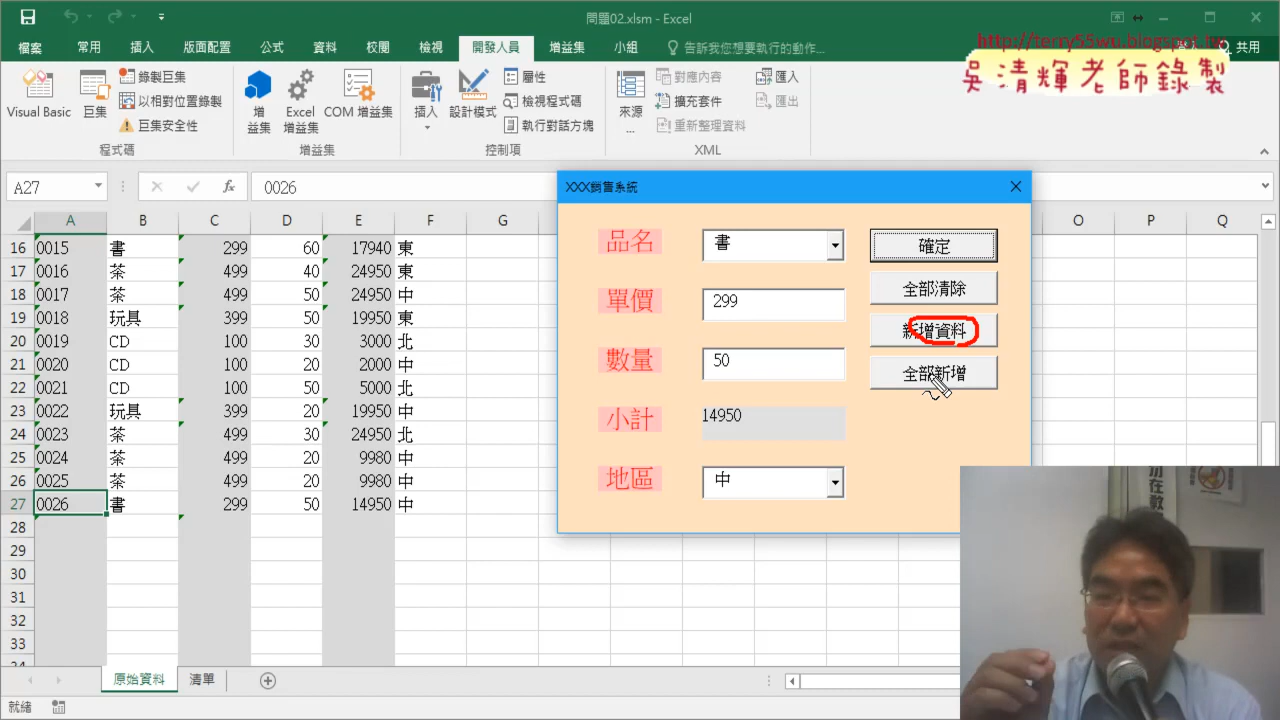 問題02.xlsm - Excel
檔案 常用 插入 版面配置 公式 資料 校閱 檢視 開發人員 增益集 小組 告訴我您想要執行的動作... 共用
http://terry55wu.blogspot.tw
吳清輝老師錄製
Visual Basic 巨集 錄製巨集 以相對位置錄製 巨集安全性 程式碼
增益集 Excel 增益集 COM 增益集 增益集
插入 設計模式 屬性 檢視程式碼 執行對話方塊 控制項
來源... 對應內容 擴充套件 重新整理資料 匯入 匯出 XML
A27 fx 0026
A B C D E F G O P Q
16 0015 書 299 60 17940 東
17 0016 茶 499 40 24950 東
18 0017 茶 499 50 24950 中
19 0018 玩具 399 50 19950 東
20 0019 CD 100 30 3000 北
21 0020 CD 100 20 2000 中
22 0021 CD 100 50 5000 北
23 0022 玩具 399 20 19950 中
24 0023 茶 499 30 24950 北
25 0024 茶 499 20 9980 中
26 0025 茶 499 20 9980 中
27 0026 書 299 50 14950 中
28
29
30
31
32
33
XXX銷售系統
品名 書 確定
全部清除
單價 299
新增資料
數量 50
全部新增
小計 14950
地區 中
原始資料 清單
就緒